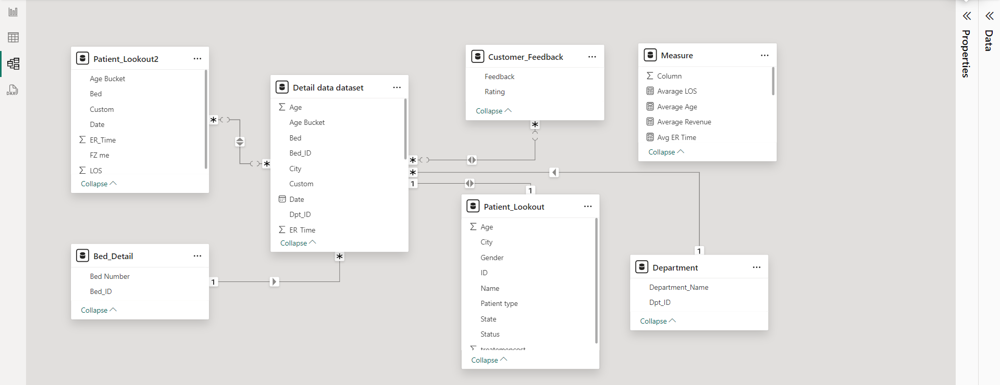 Patient_Lookout2
Age Bucket
Bed
Custom
Date
ER_Time
FZ me
LOS
Collapse
Detail data dataset
Age
Age Bucket
Bed
Bed_ID
City
Custom
Date
Dpt_ID
ER Time
Collapse
Customer_Feedback
Feedback
Rating
Collapse
Measure
Column
Avarage LOS
Average Age
Average Revenue
Avg ER Time
Collapse
Bed_Detail
Bed Number
Bed_ID
Collapse
Patient_Lookout
Age
City
Gender
ID
Name
Patient type
State
Status
treatemencost
Collapse
Department
Department_Name
Dpt_ID
Collapse
*
*
*
*
*
1
1
1
1
*
DAX
Properties
Data